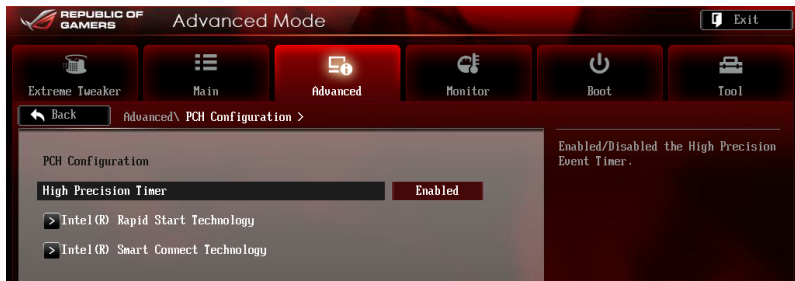 REPUBLIC OF
GAMERS
Advanced Mode
Exit
Extreme Tweaker
Main
Advanced
Monitor
Boot
Tool
Back
Advanced\ PCH Configuration >
PCH Configuration
High Precision Timer
Enabled
> Intel(R) Rapid Start Technology
> Intel(R) Smart Connect Technology
Enabled/Disabled the High Precision
Event Timer.